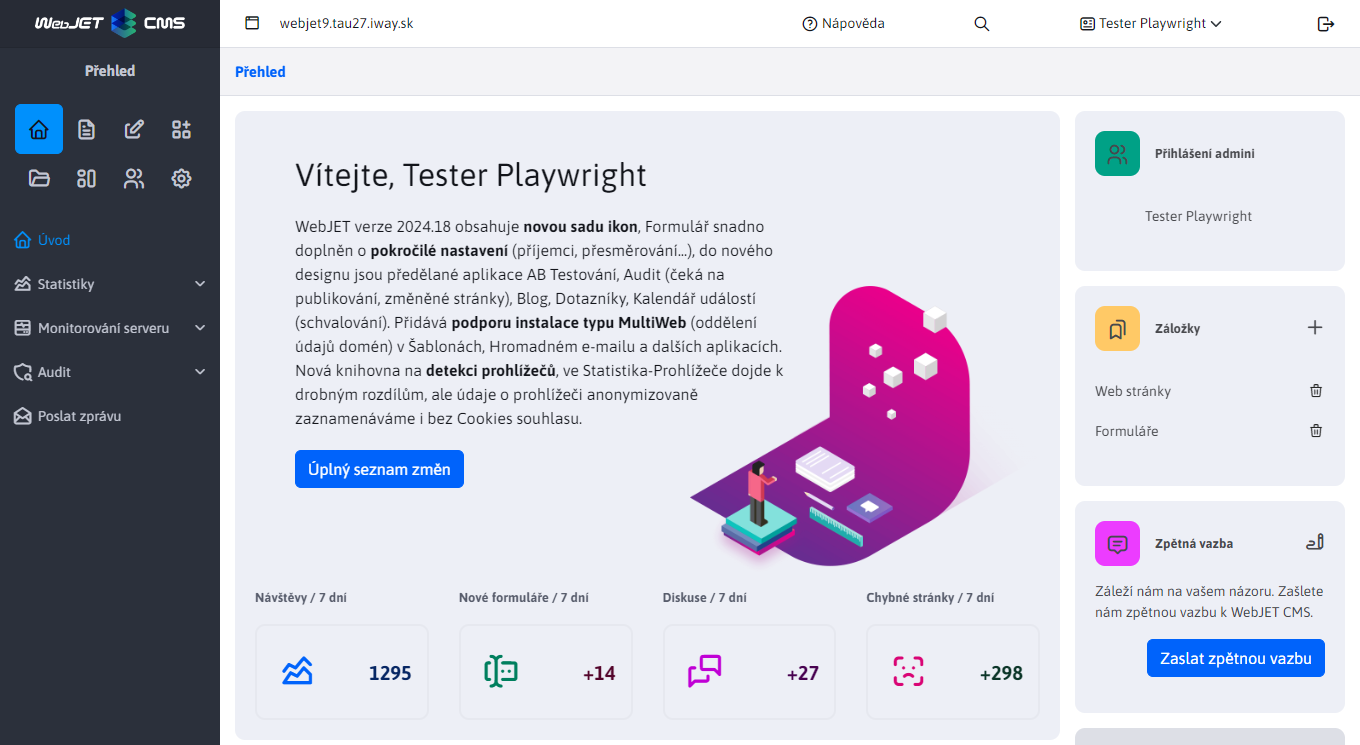 WebJET CMS
webjet9.tau27.iway.sk
Nápověda
Tester Playwright
Přehled
Přehled
Úvod
Statistiky
Monitorování serveru
Audit
Poslat zprávu
Vítejte, Tester Playwright
WebJET verze 2024.18 obsahuje novou sadu ikon, Formulář snadno
doplněn o pokročilé nastavení (příjemci, přesměrování...), do nového
designu jsou předělané aplikace AB Testování, Audit (čeká na
publikování, změněné stránky), Blog, Dotazníky, Kalendář událostí
(schvalování). Přidává podporu instalace typu MultiWeb (oddělení
údajů domén) v Šablonách, Hromadném e-mailu a dalších aplikacích.
Nová knihovna na detekci prohlížečů, ve Statistika-Prohlížeče dojde k
drobným rozdílům, ale údaje o prohlížeči anonymizovaně
zaznamenáváme i bez Cookies souhlasu.
Úplný seznam změn
Návštěvy / 7 dní
1295
Nové formuláře / 7 dní
+14
Diskuse / 7 dní
+27
Chybné stránky / 7 dní
+298
Přihlášení admini
Tester Playwright
Záložky
Web stránky
Formuláře
Zpětná vazba
Záleží nám na vašem názoru. Zašlete
nám zpětnou vazbu k WebJET CMS.
Zaslat zpětnou vazbu